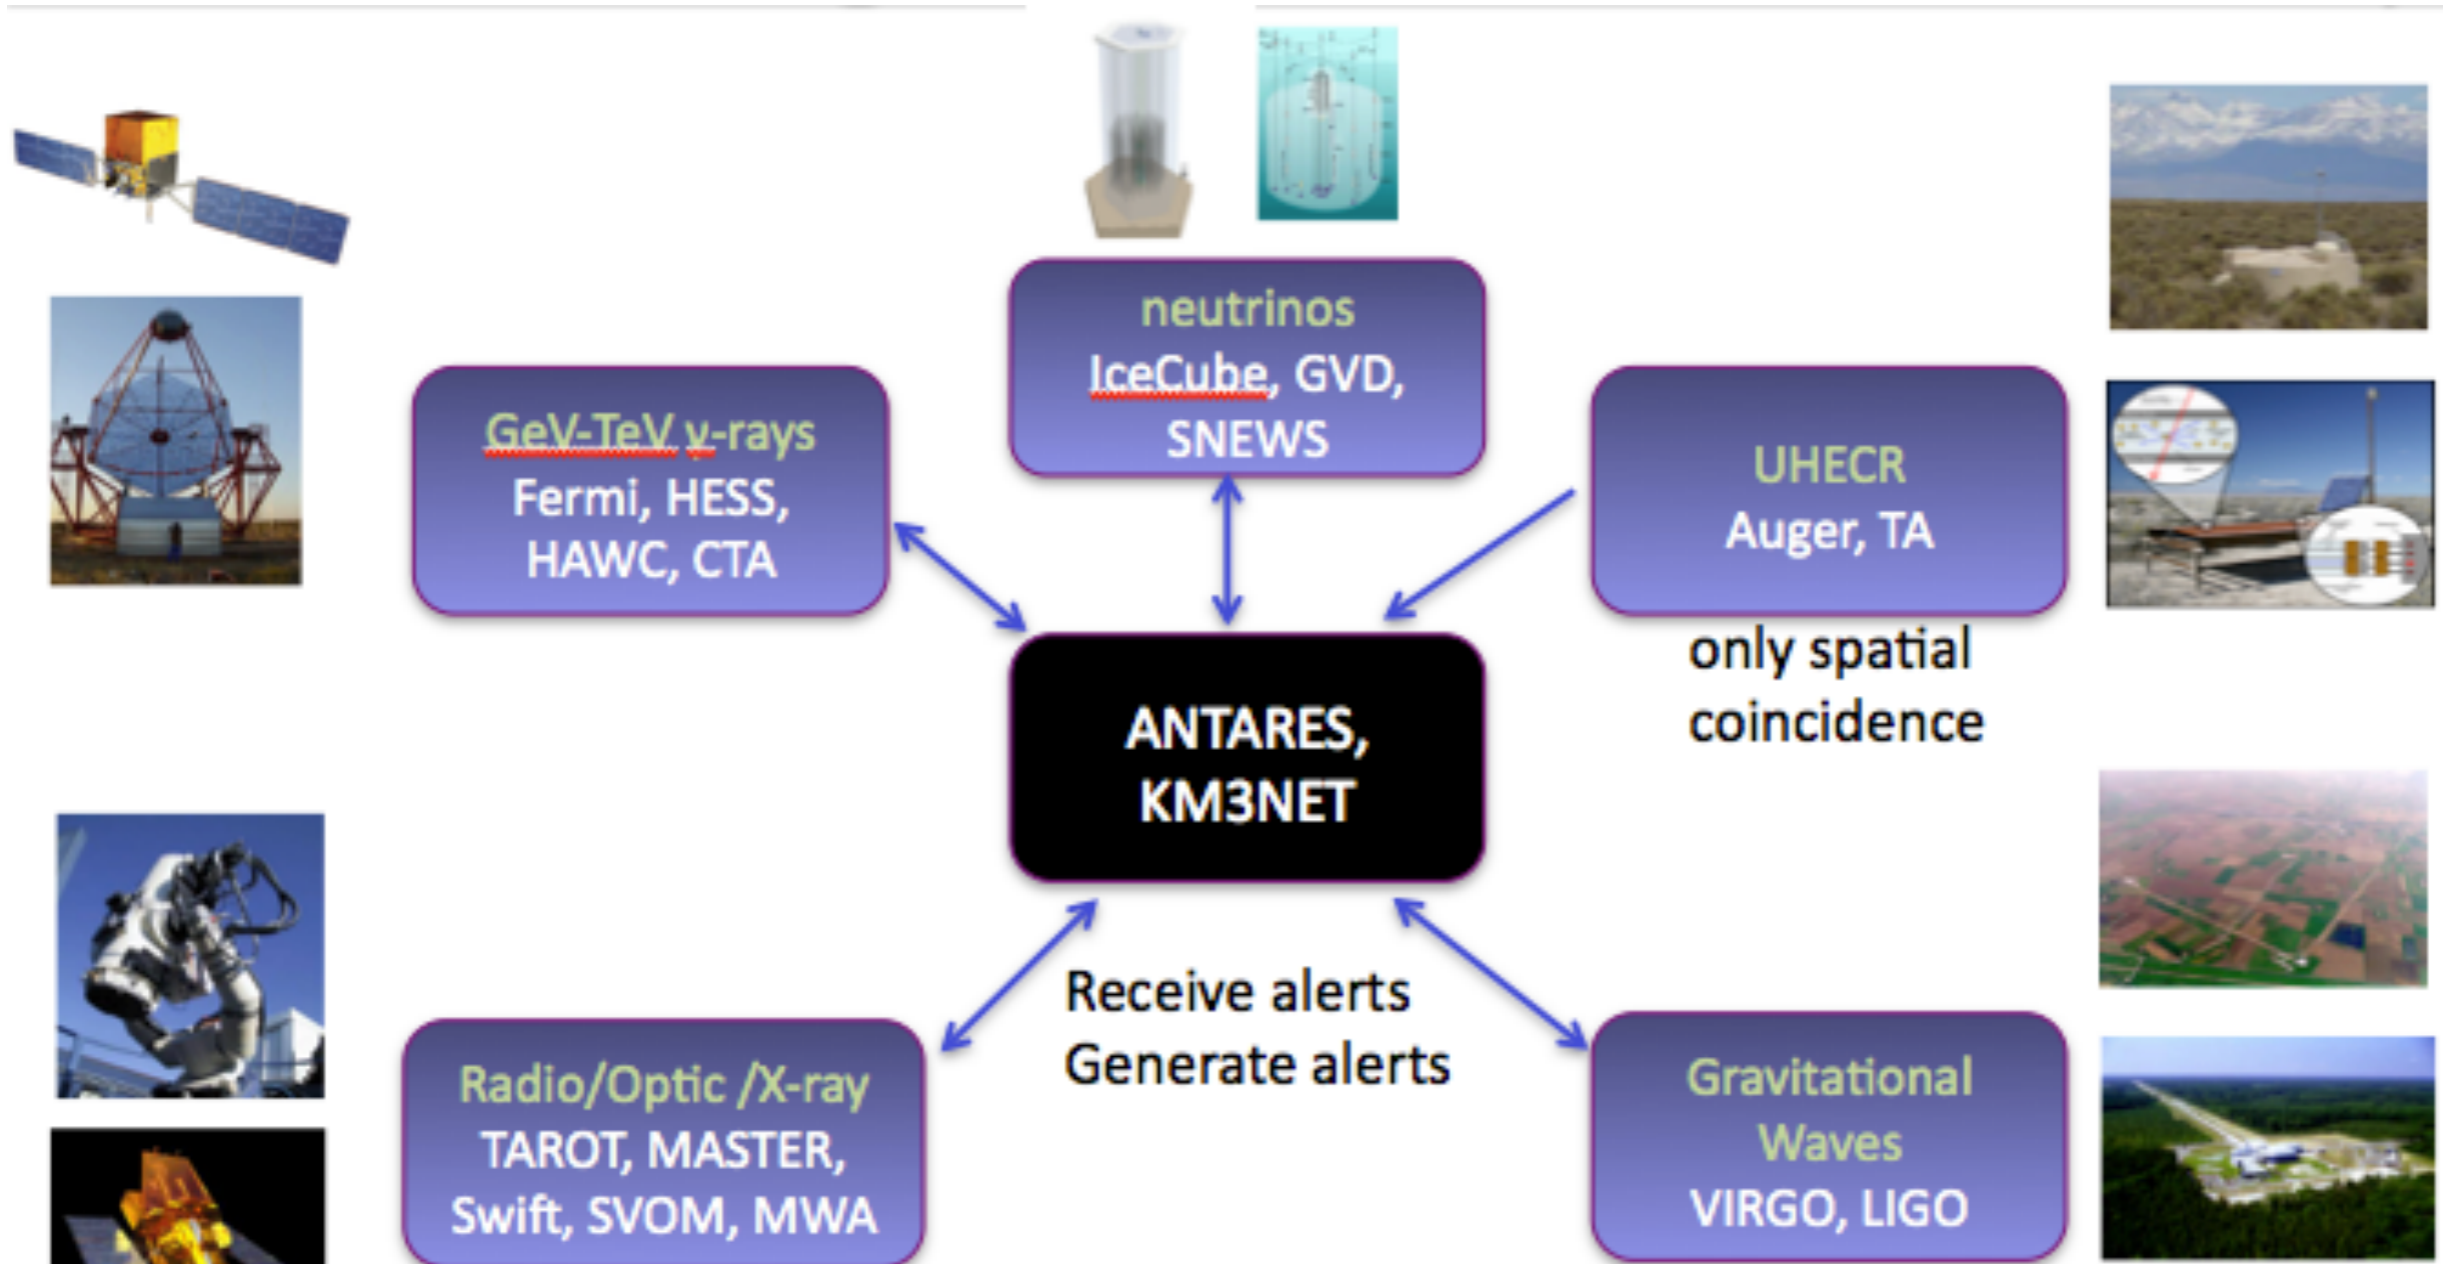 neutrinos
IceCube, GVD,
SNEWS
GeV-TeV γ-rays
Fermi, HESS,
HAWC, CTA
UHECR
Auger, TA
only spatial
coincidence
ANTARES,
KM3NET
Receive alerts
Generate alerts
Radio/Optic /X-ray
TAROT, MASTER,
Swift, SVOM, MWA
Gravitational
Waves
VIRGO, LIGO